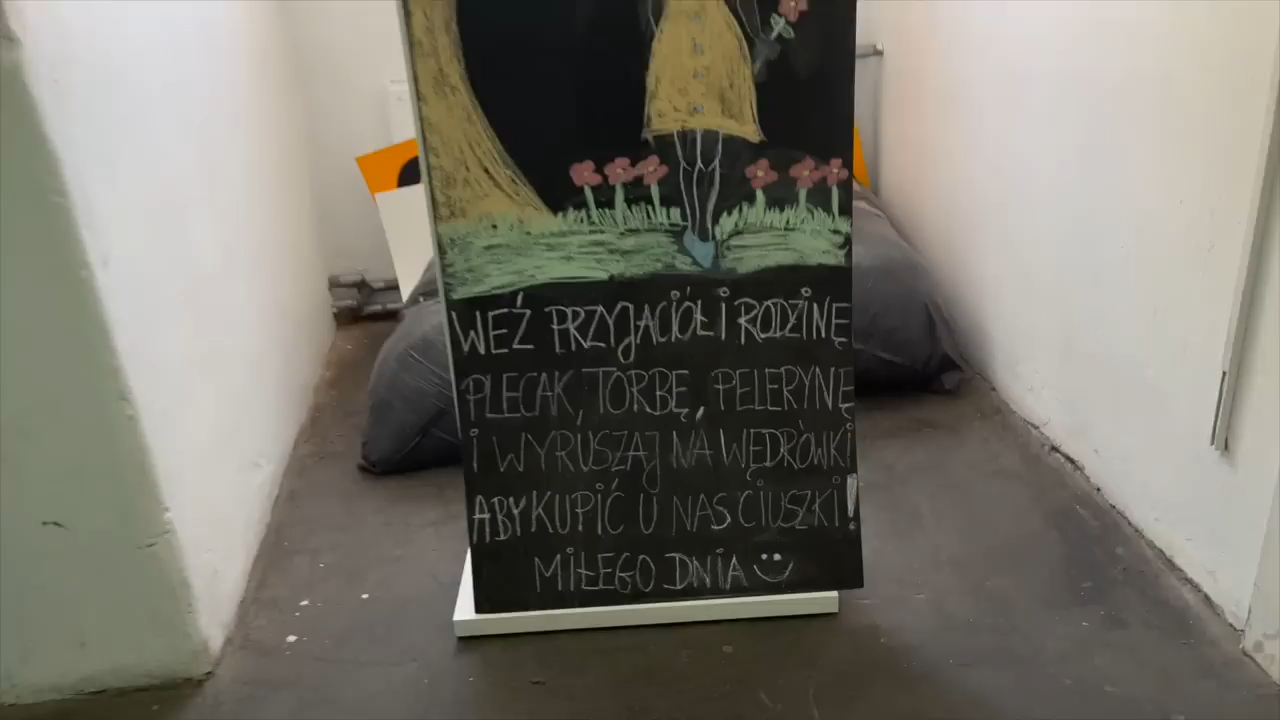 WEŹ PRZYJACIÓŁ i RODZINĘ
PLECAK, TORBĘ, PELERYNĘ
i WYRUSZAJ NA WĘDRÓWKi
ABY KUPIĆ U NAS CIUSZKi!
MiŁEGO DNiA